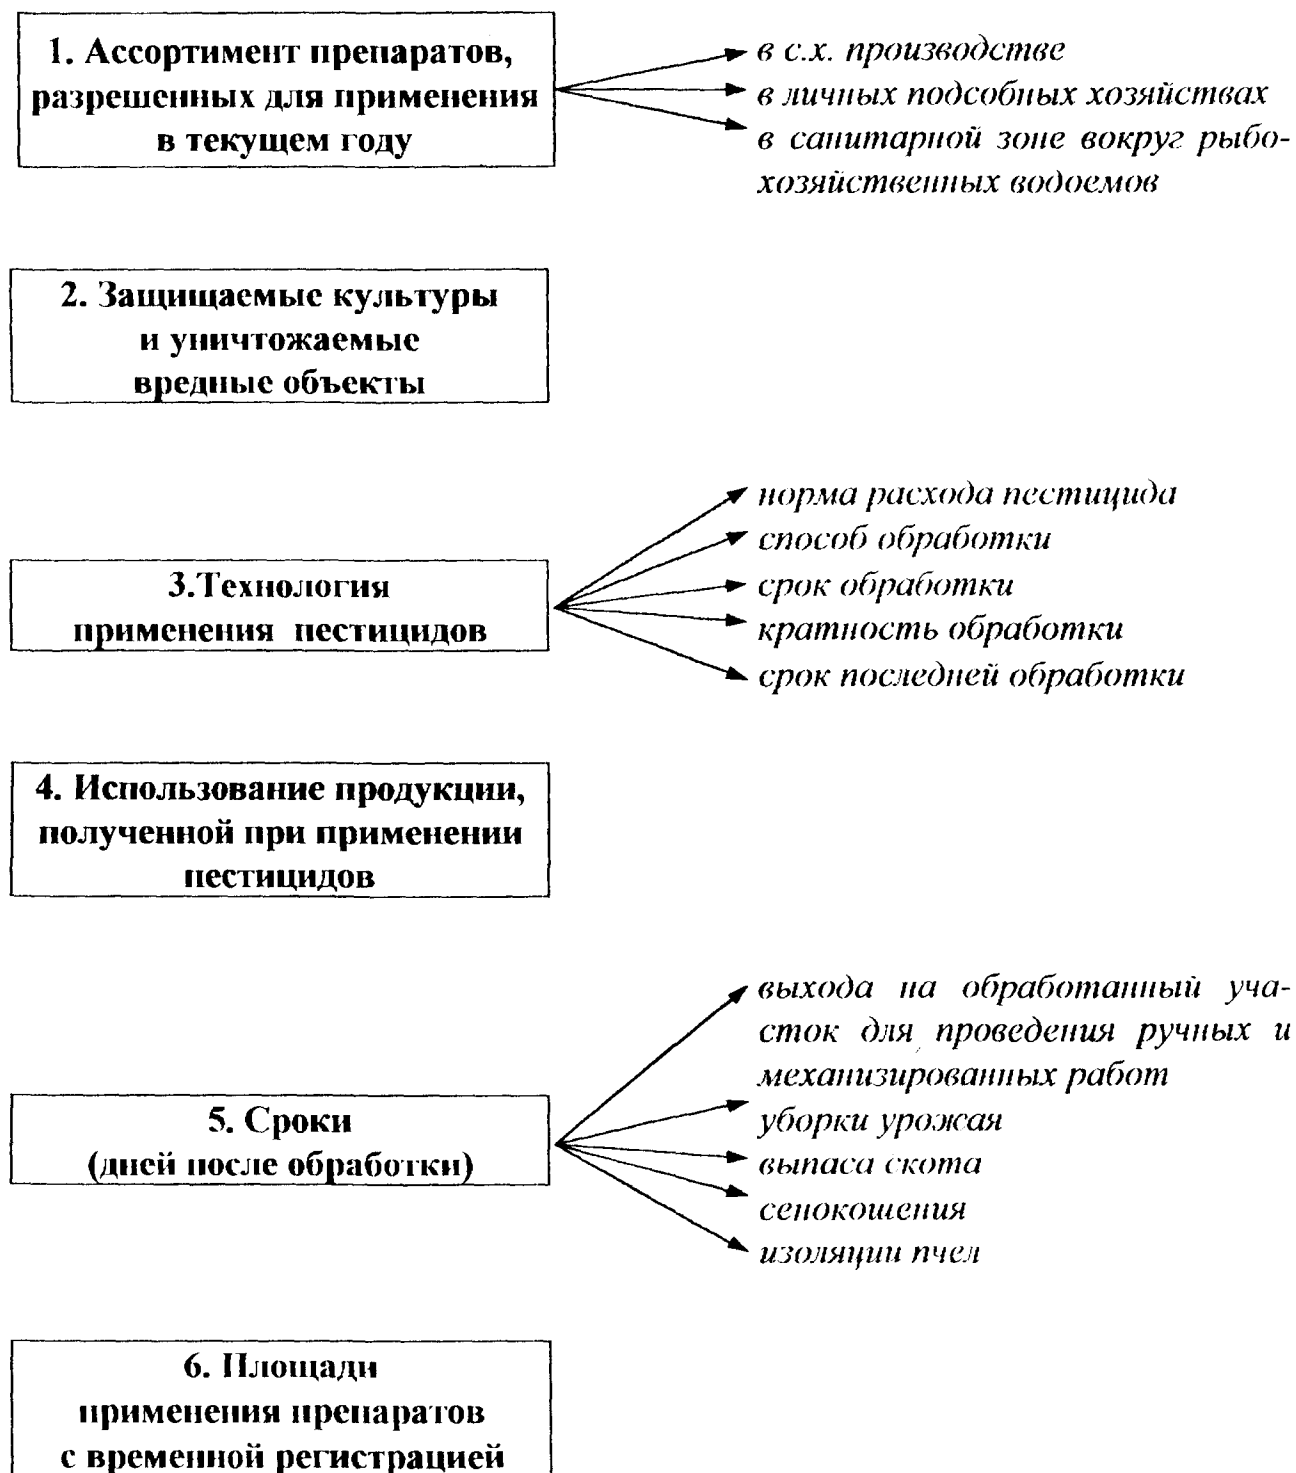 1. Ассортимент препаратов,
разрешенных для применения
в текущем году
в с.х. производстве
в личных подсобных хозяйствах
в санитарной зоне вокруг рыбо-
хозяйственных водоемов
2. Защищаемые культуры
и уничтожаемые
вредные объекты
3.Технология
применения пестицидов
норма расхода пестицида
способ обработки
срок обработки
кратность обработки
срок последней обработки
4. Использование продукции,
полученной при применении
пестицидов
5. Сроки
(дней после обработки)
выхода на обработанный уча-
сток для проведения ручных и
механизированных работ
уборки урожая
выпаса скота
сенокошения
изоляции пчел
6. Площади
применения препаратов
с временной регистрацией